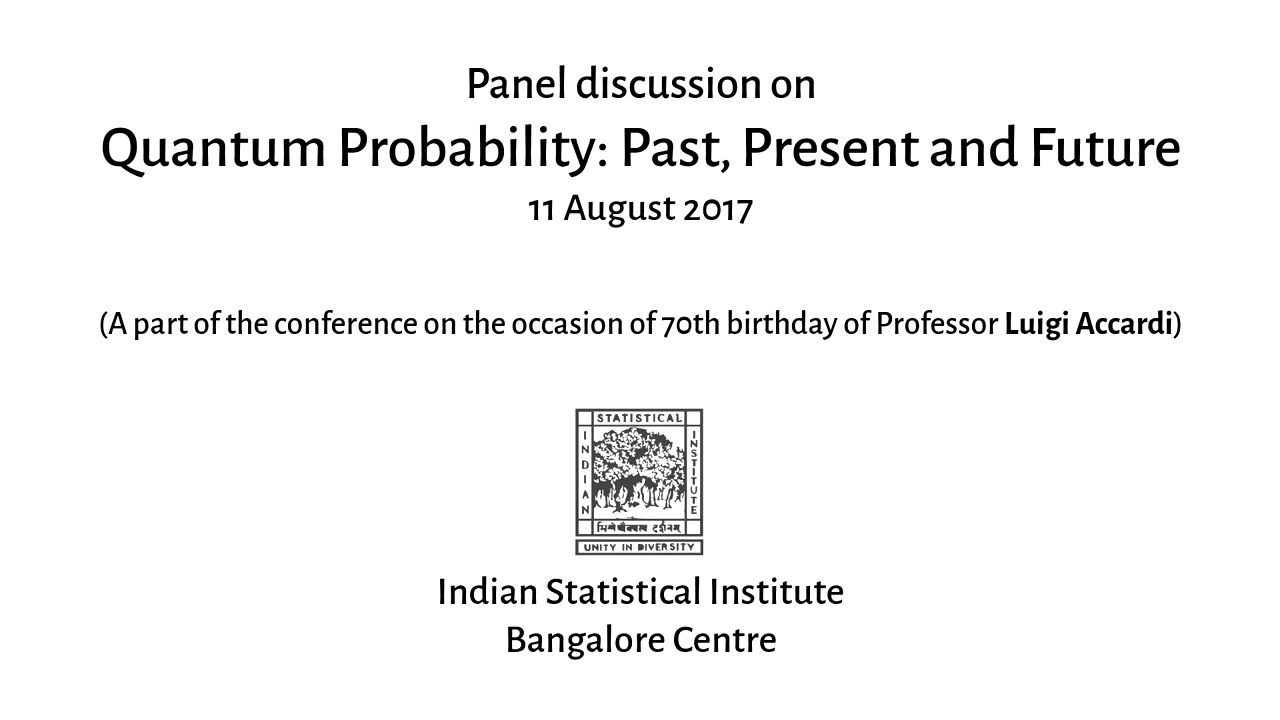 Panel discussion on
Quantum Probability: Past, Present and Future
11 August 2017
(A part of the conference on the occasion of 70th birthday of Professor Luigi Accardi)
STATISTICAL
INDIAN
INSTITUTE
UNITY IN DIVERSITY
Indian Statistical Institute
Bangalore Centre